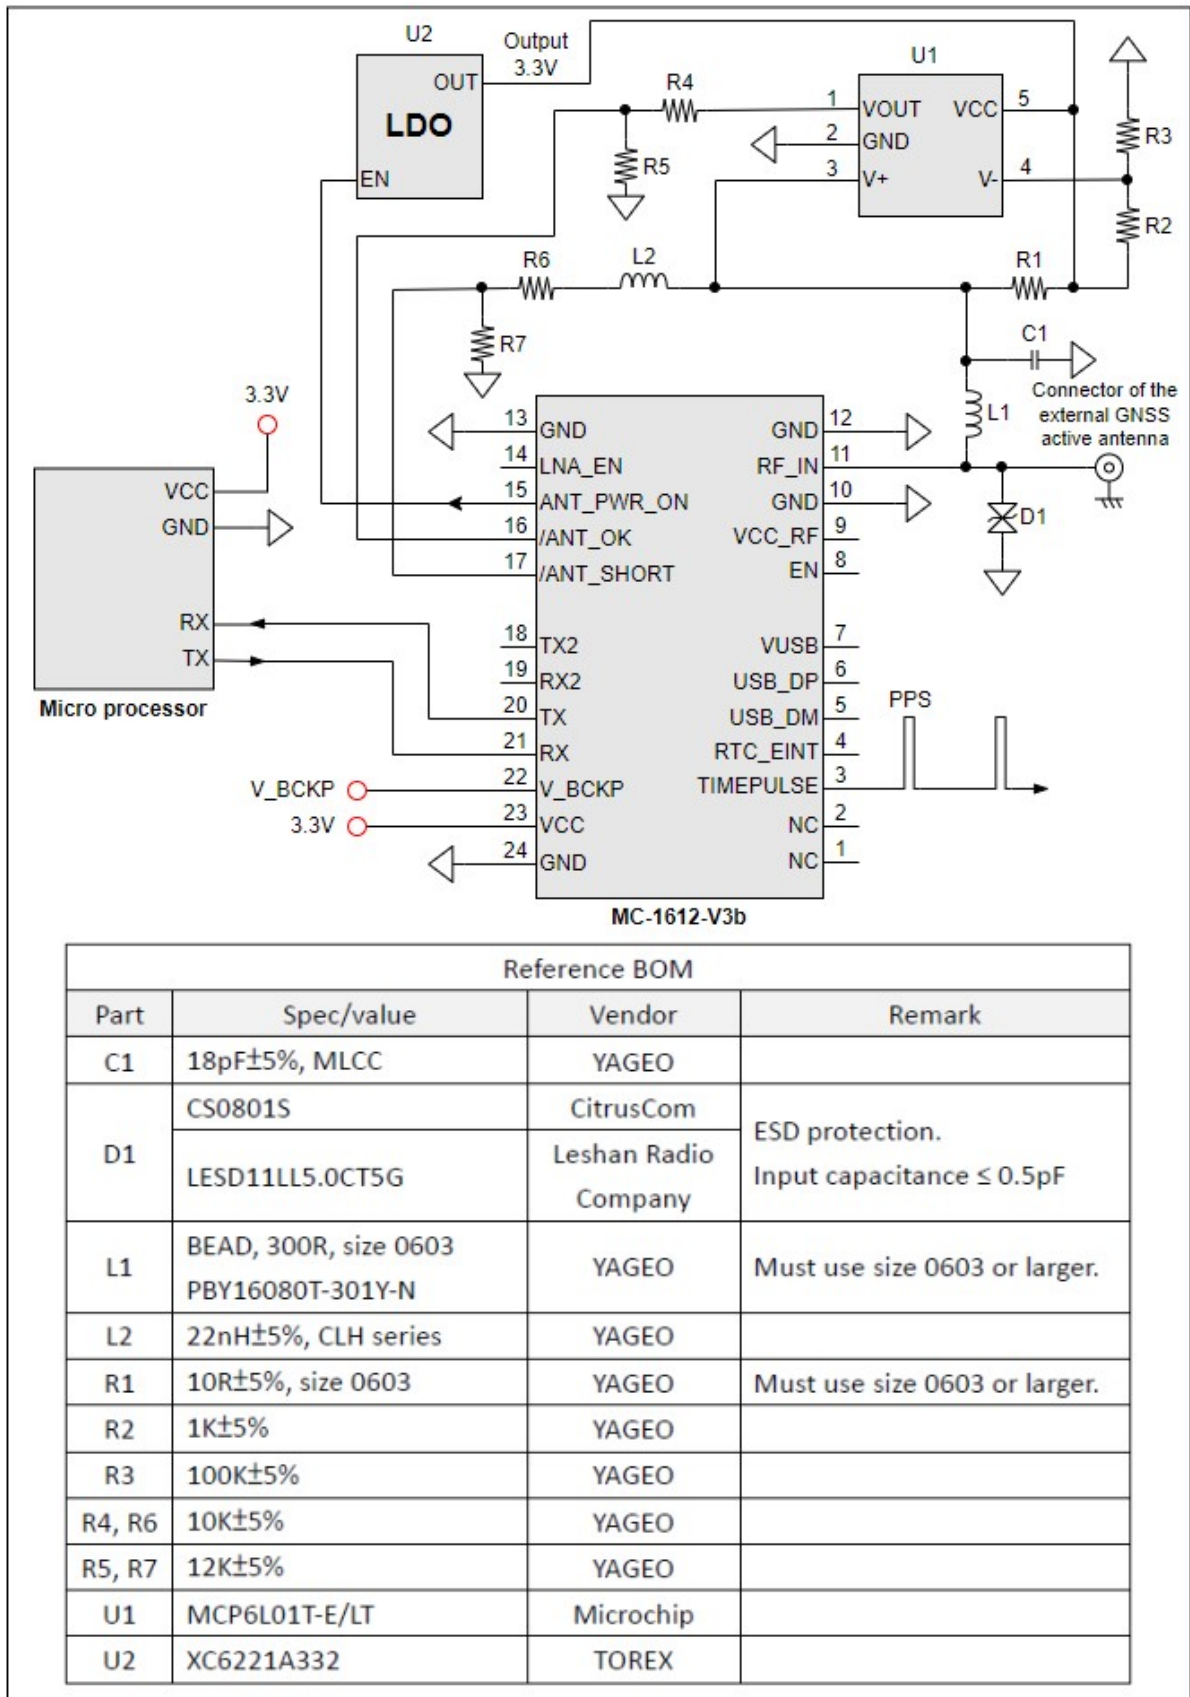 U2
Output
3.3V
OUT
LDO
EN
R4
R5
U1
1 VOUT VCC 5
2 GND
3 V+ V- 4
R3
R2
R6
L2
R1
R7
C1
L1
Connector of the
external GNSS
active antenna
D1
3.3V
VCC
GND
RX
TX
Micro processor
13 GND GND 12
14 LNA_EN RF_IN 11
15 ANT_PWR_ON GND 10
16 /ANT_OK VCC_RF 9
17 /ANT_SHORT EN 8
18 TX2 VUSB 7
19 RX2 USB_DP 6
20 TX USB_DM 5
21 RX RTC_EINT 4
V_BCKP 22 V_BCKP TIMEPULSE 3
3.3V 23 VCC NC 2
24 GND NC 1
PPS
MC-1612-V3b
Reference BOM
Part Spec/value Vendor Remark
C1 18pF±5%, MLCC YAGEO
D1 CS0801S CitrusCom ESD protection.
LESD11LL5.0CT5G Leshan Radio Input capacitance ≤ 0.5pF
Company
L1 BEAD, 300R, size 0603 YAGEO Must use size 0603 or larger.
PBY16080T-301Y-N
L2 22nH±5%, CLH series YAGEO
R1 10R±5%, size 0603 YAGEO Must use size 0603 or larger.
R2 1K±5% YAGEO
R3 100K±5% YAGEO
R4, R6 10K±5% YAGEO
R5, R7 12K±5% YAGEO
U1 MCP6L01T-E/LT Microchip
U2 XC6221A332 TOREX